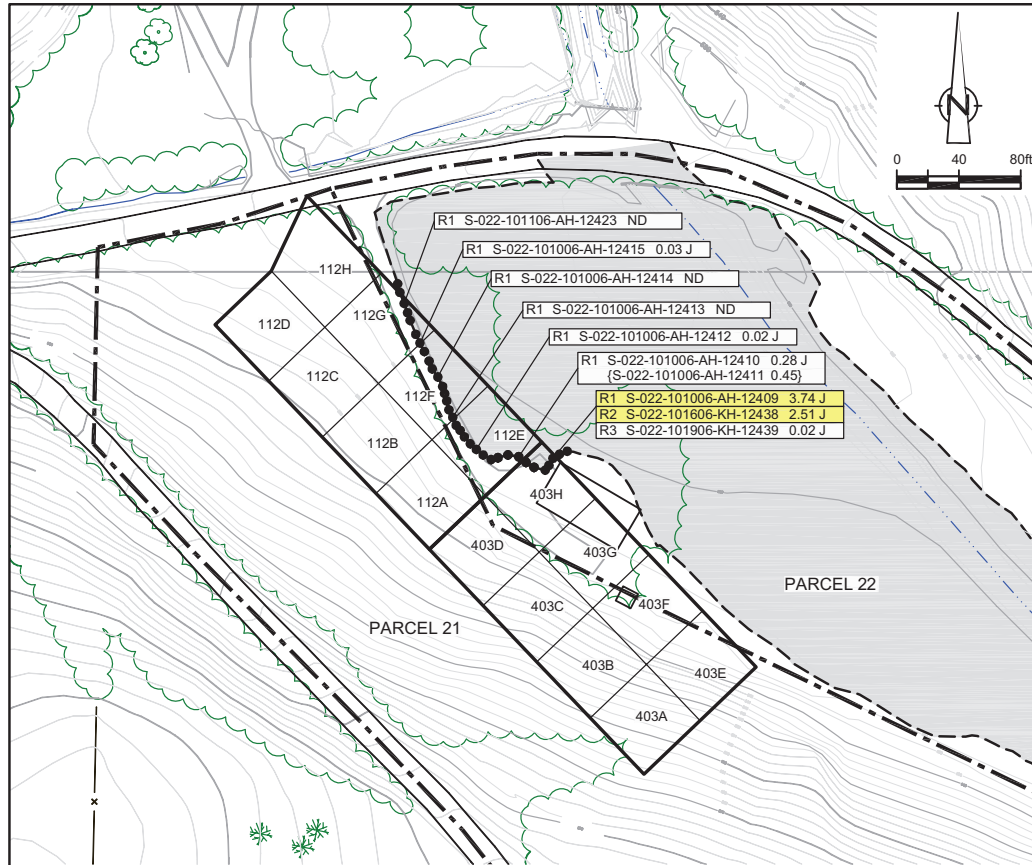 N
0 40 80ft
R1 S-022-101106-AH-12423 ND
R1 S-022-101006-AH-12415 0.03 J
R1 S-022-101006-AH-12414 ND
R1 S-022-101006-AH-12413 ND
R1 S-022-101006-AH-12412 0.02 J
R1 S-022-101006-AH-12410 0.28 J
{S-022-101006-AH-12411 0.45}
R1 S-022-101006-AH-12409 3.74 J
R2 S-022-101606-KH-12438 2.51 J
R3 S-022-101906-KH-12439 0.02 J
112H
112G
112D
112C
112F
112B
112E
112A
403H
403D
403G
403C
403F
403B
403E
403A
PARCEL 22
PARCEL 21